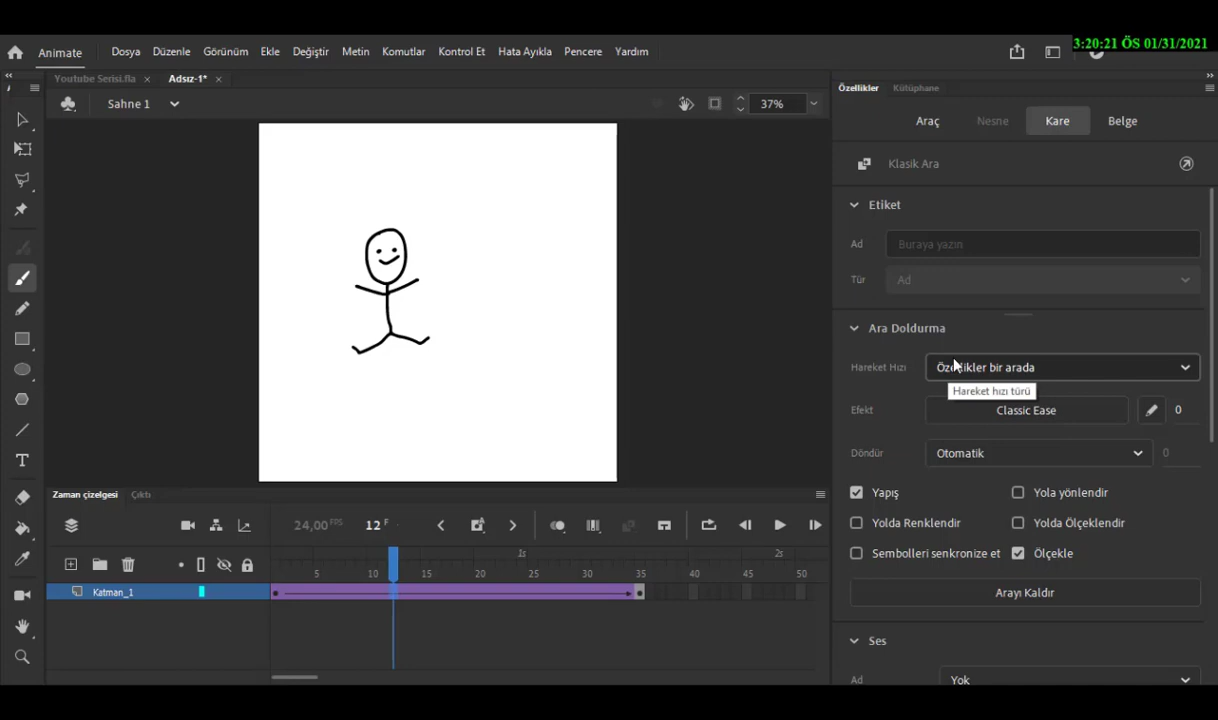 3:20:21 ÖS 01/31/2021
Animate Dosya Düzenle Görünüm Ekle Değiştir Metin Komutlar Kontrol Et Hata Ayıkla Pencere Yardım
Youtube Serisi.fla × Adsız-1* ×
Özellikler Kütüphane
Sahne 1
37%
Araç Nesne Kare Belge
Klasik Ara
Etiket
Ad Buraya yazın
Tür Ad
Ara Doldurma
Hareket Hızı Özellikler bir arada
Hareket hızı türü
Efekt Classic Ease 0
Döndür Otomatik 0
Yapış Yola yönlendir
Yolda Renklendir Yolda Ölçeklendir
Sembolleri senkronize et Ölçekle
Arayı Kaldır
Ses
Ad Yok
Zaman çizelgesi Çıktı
24,00 FPS 12 F
1s 2s
5 10 15 20 25 30 35 40 45 50
Katman_1